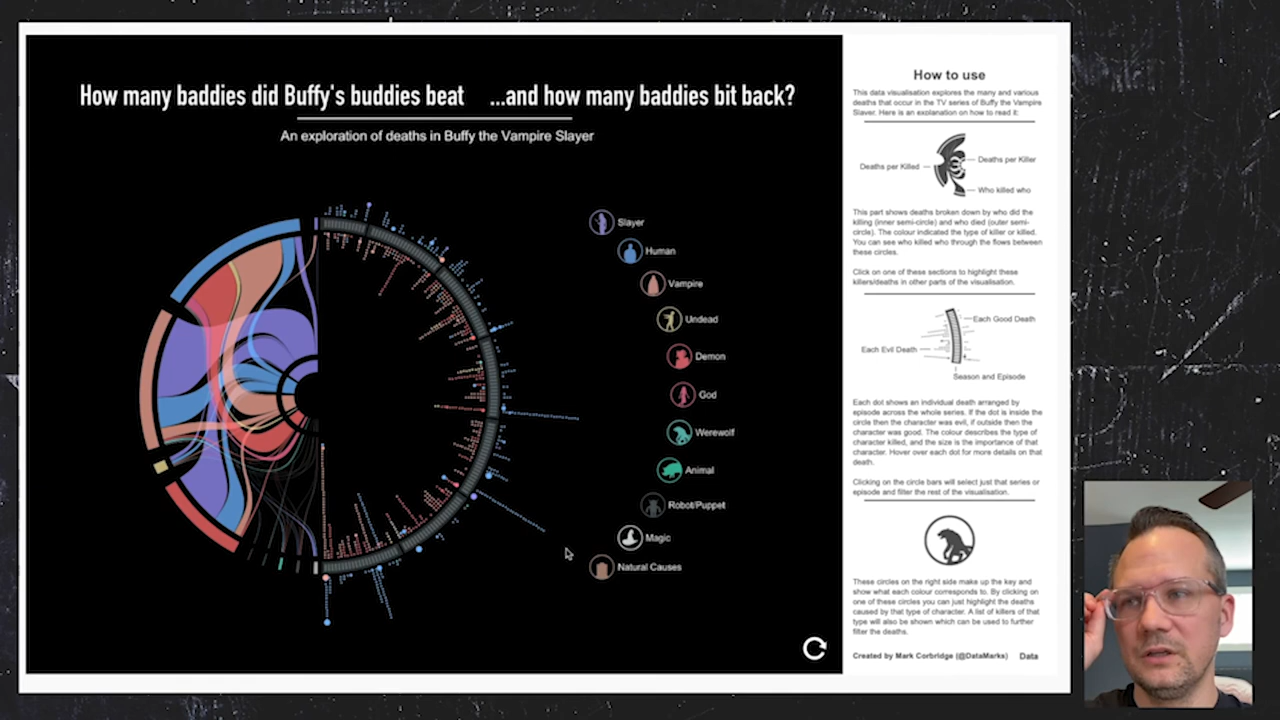 How many baddies did Buffy's buddies beat ...and how many baddies bit back?
An exploration of deaths in Buffy the Vampire Slayer
Slayer
Human
Vampire
Undead
Demon
God
Werewolf
Animal
Robot/Puppet
Magic
Natural Causes
How to use
This data visualisation explores the many and various
deaths that occur in the TV series of Buffy the Vampire
Slayer. Here is an explanation on how to read it:
Deaths per Killed
Deaths per Killer
Who killed who
This part shows deaths broken down by who did the
killing (inner semi-circle) and who died (outer semi-
circle). The colour indicated the type of killer or killed.
You can see who killed who through the flows between
these circles.
Click on one of these sections to highlight these
killers/deaths in other parts of the visualisation.
Each Good Death
Each Evil Death
Season and Episode
Each dot shows an individual death arranged by
episode across the whole series. If the dot is inside the
circle then the character was evil, if outside then the
character was good. The colour describes the type of
character killed, and the size is the importance of that
character. Hover over each dot for more details on that
death.
Clicking on the circle bars will select just that series or
episode and filter the rest of the visualisation.
These circles on the right side make up the key and
show what each colour corresponds to. By clicking on
one of these circles you can just highlight the deaths
caused by that type of character. A list of killers of that
type will also be shown which can be used to further
filter the deaths.
Created by Mark Corbridge (@DataMarks) Data